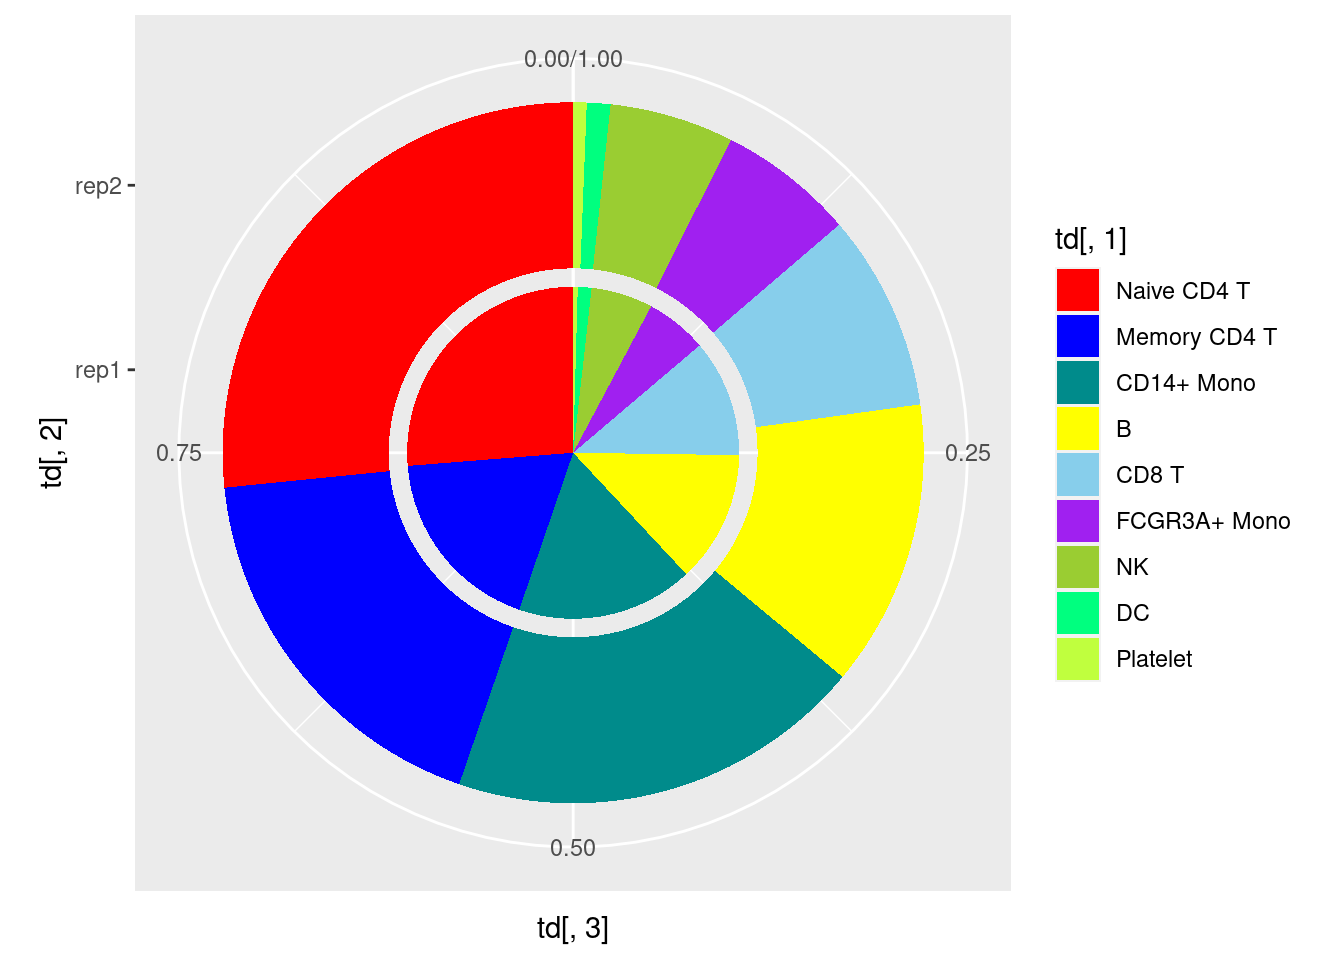 0.00/1.00
rep2
rep1
0.75
0.25
0.50
td[, 2]
td[, 3]
td[, 1]
Naive CD4 T
Memory CD4 T
CD14+ Mono
B
CD8 T
FCGR3A+ Mono
NK
DC
Platelet